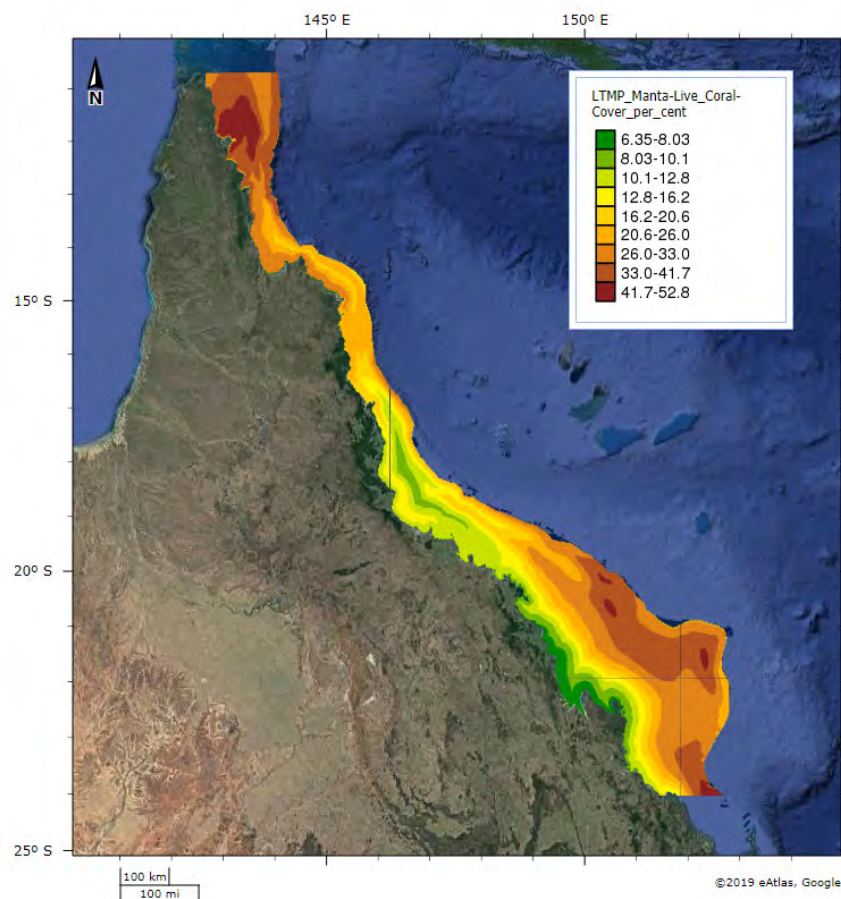 145° E 150° E
N
LTMP_Manta-Live_Coral-
Cover_per_cent
6.35-8.03
8.03-10.1
10.1-12.8
12.8-16.2
16.2-20.6
20.6-26.0
26.0-33.0
33.0-41.7
41.7-52.8
15° S
20° S
25° S
100 km
100 mi
©2019 eAtlas, Google